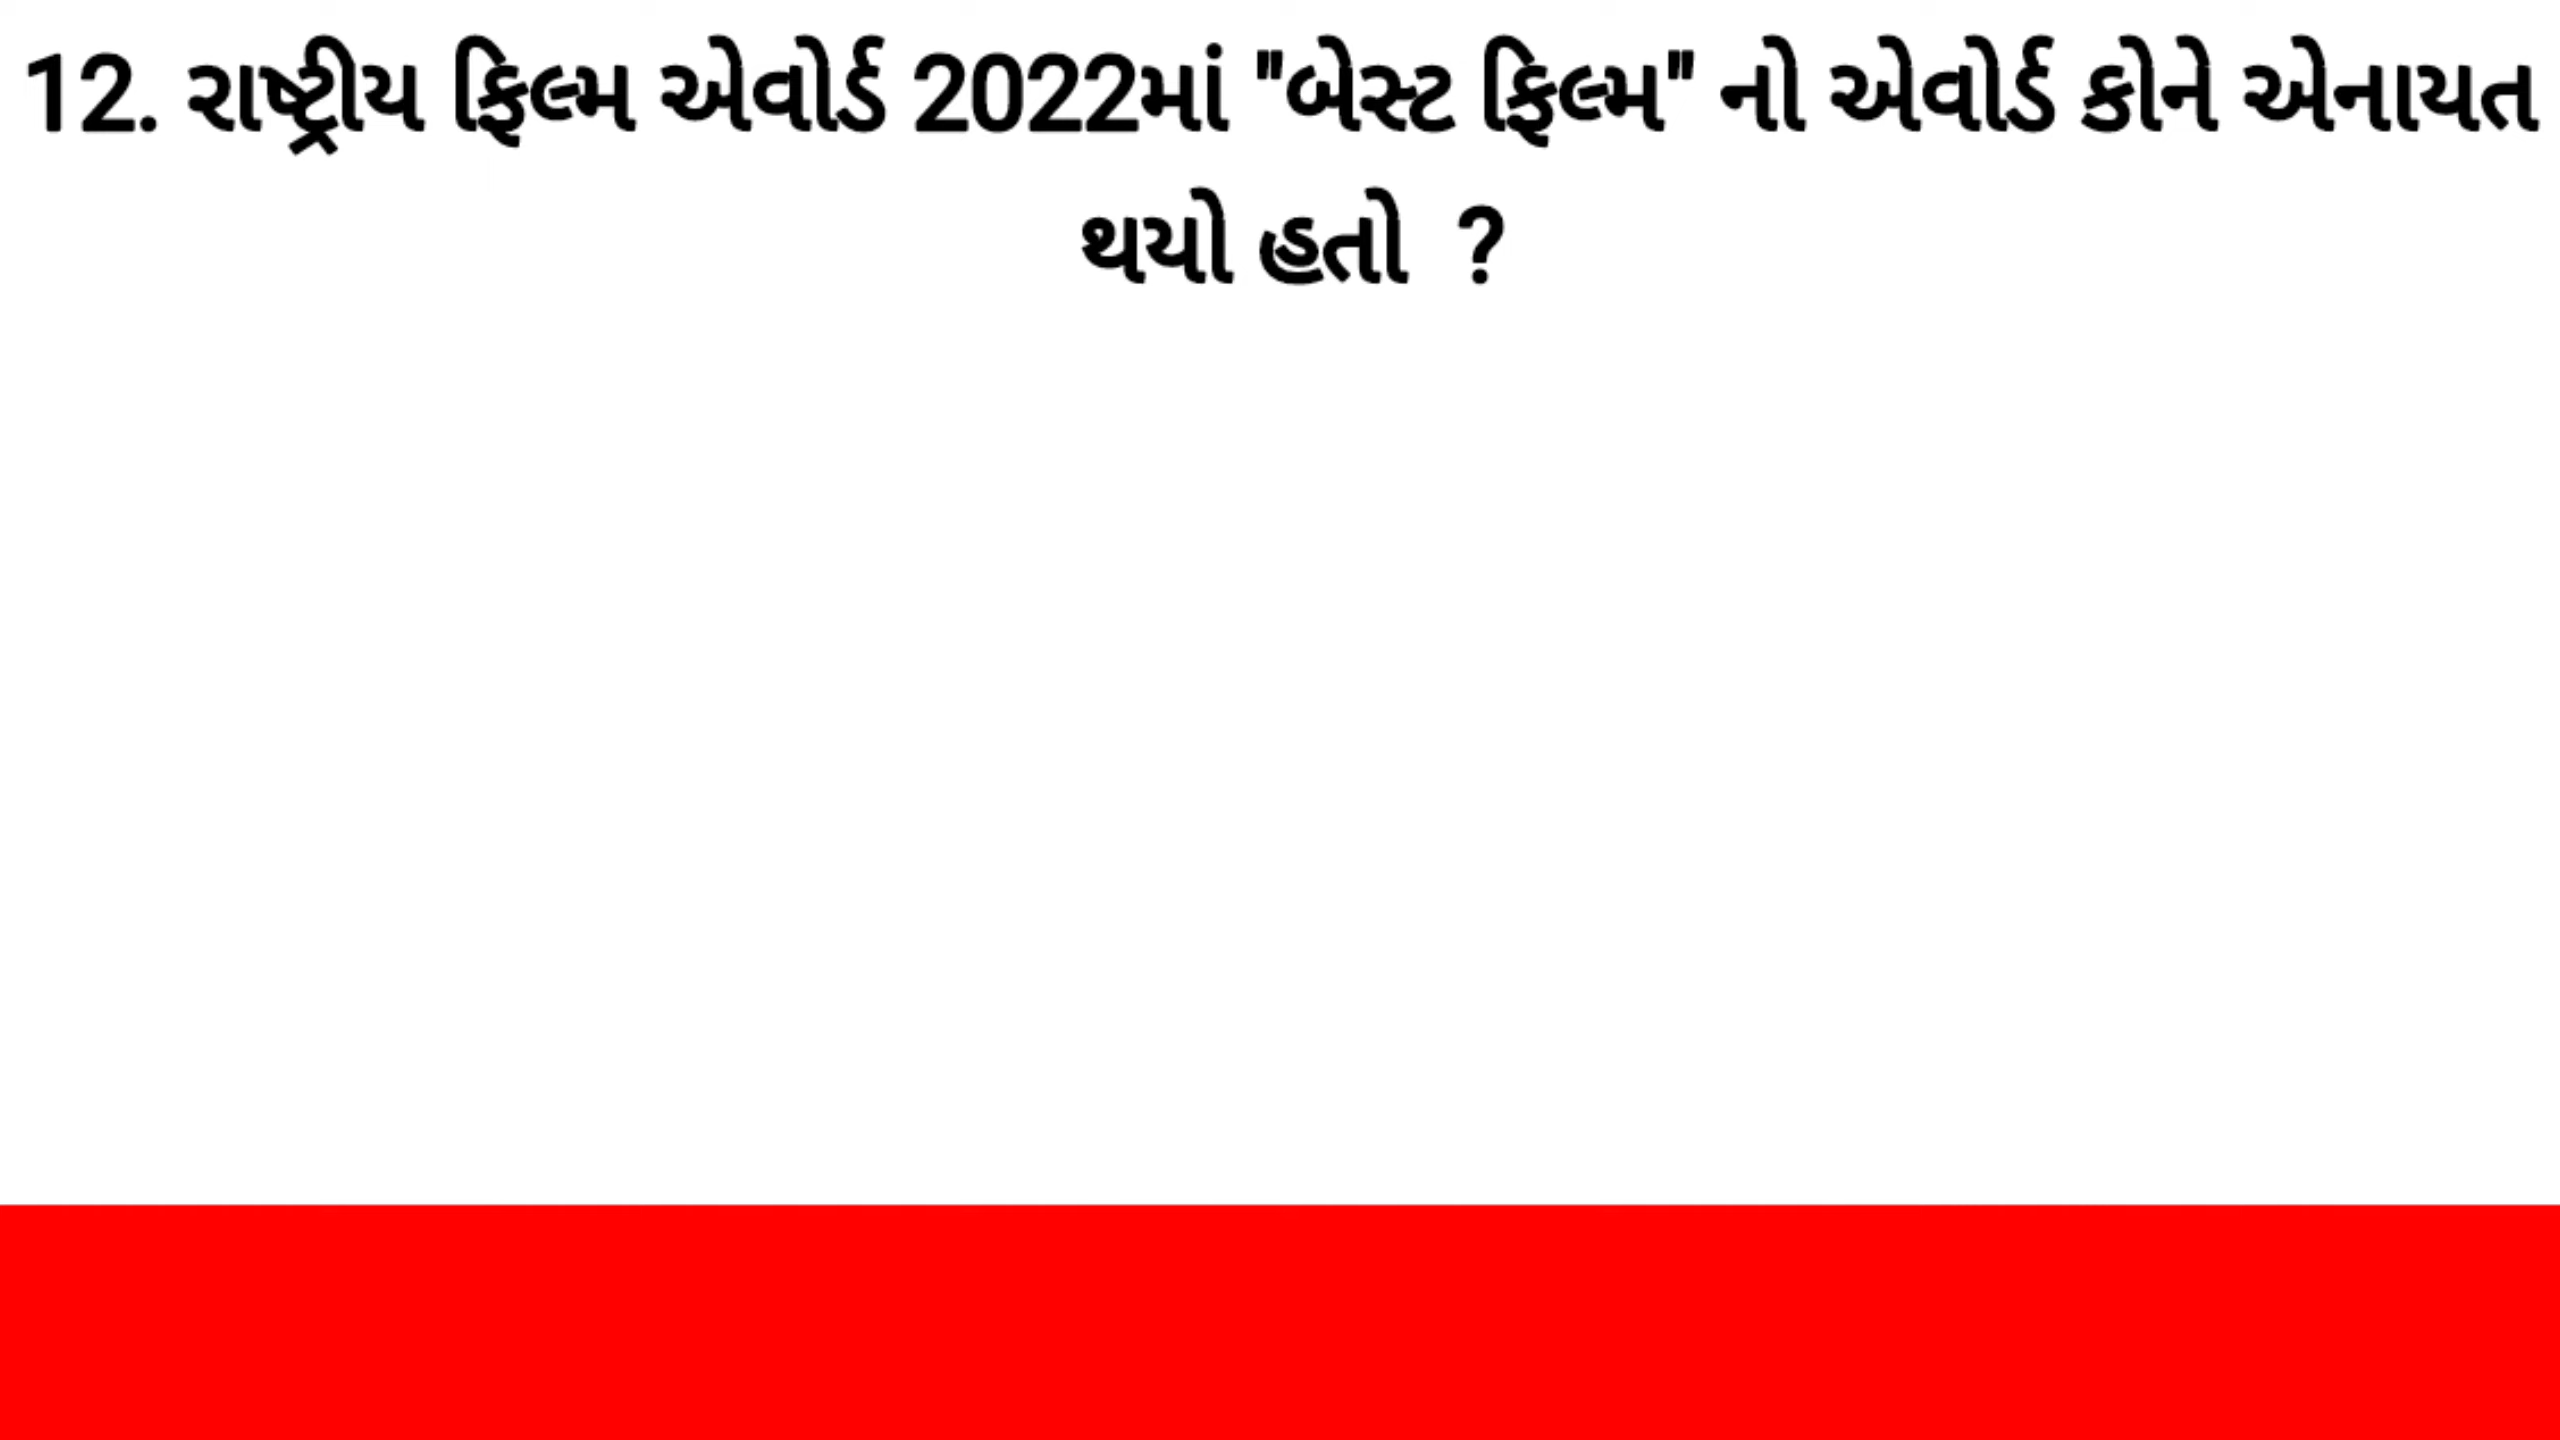 12. રાષ્ટ્રીય ફિલ્મ એવોર્ડ 2022માં "બેસ્ટ ફિલ્મ" નો એવોર્ડ કોને એનાયત
થયો હતો ?